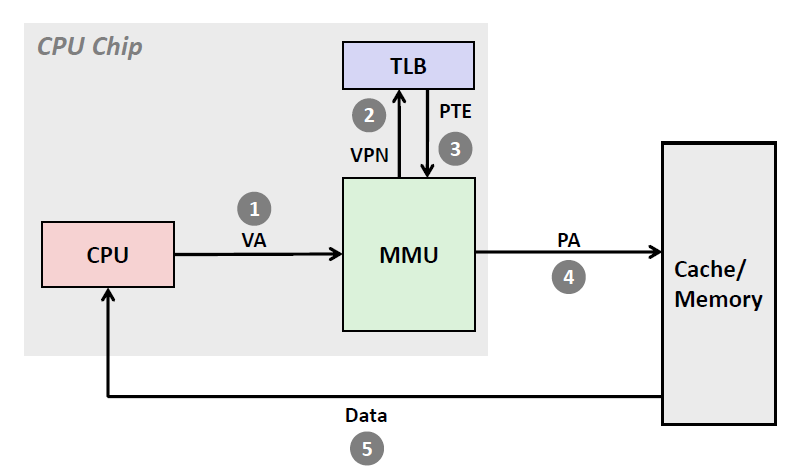 CPU Chip
TLB
2
PTE
VPN
3
1
VA
CPU
MMU
PA
4
Cache/
Memory
Data
5